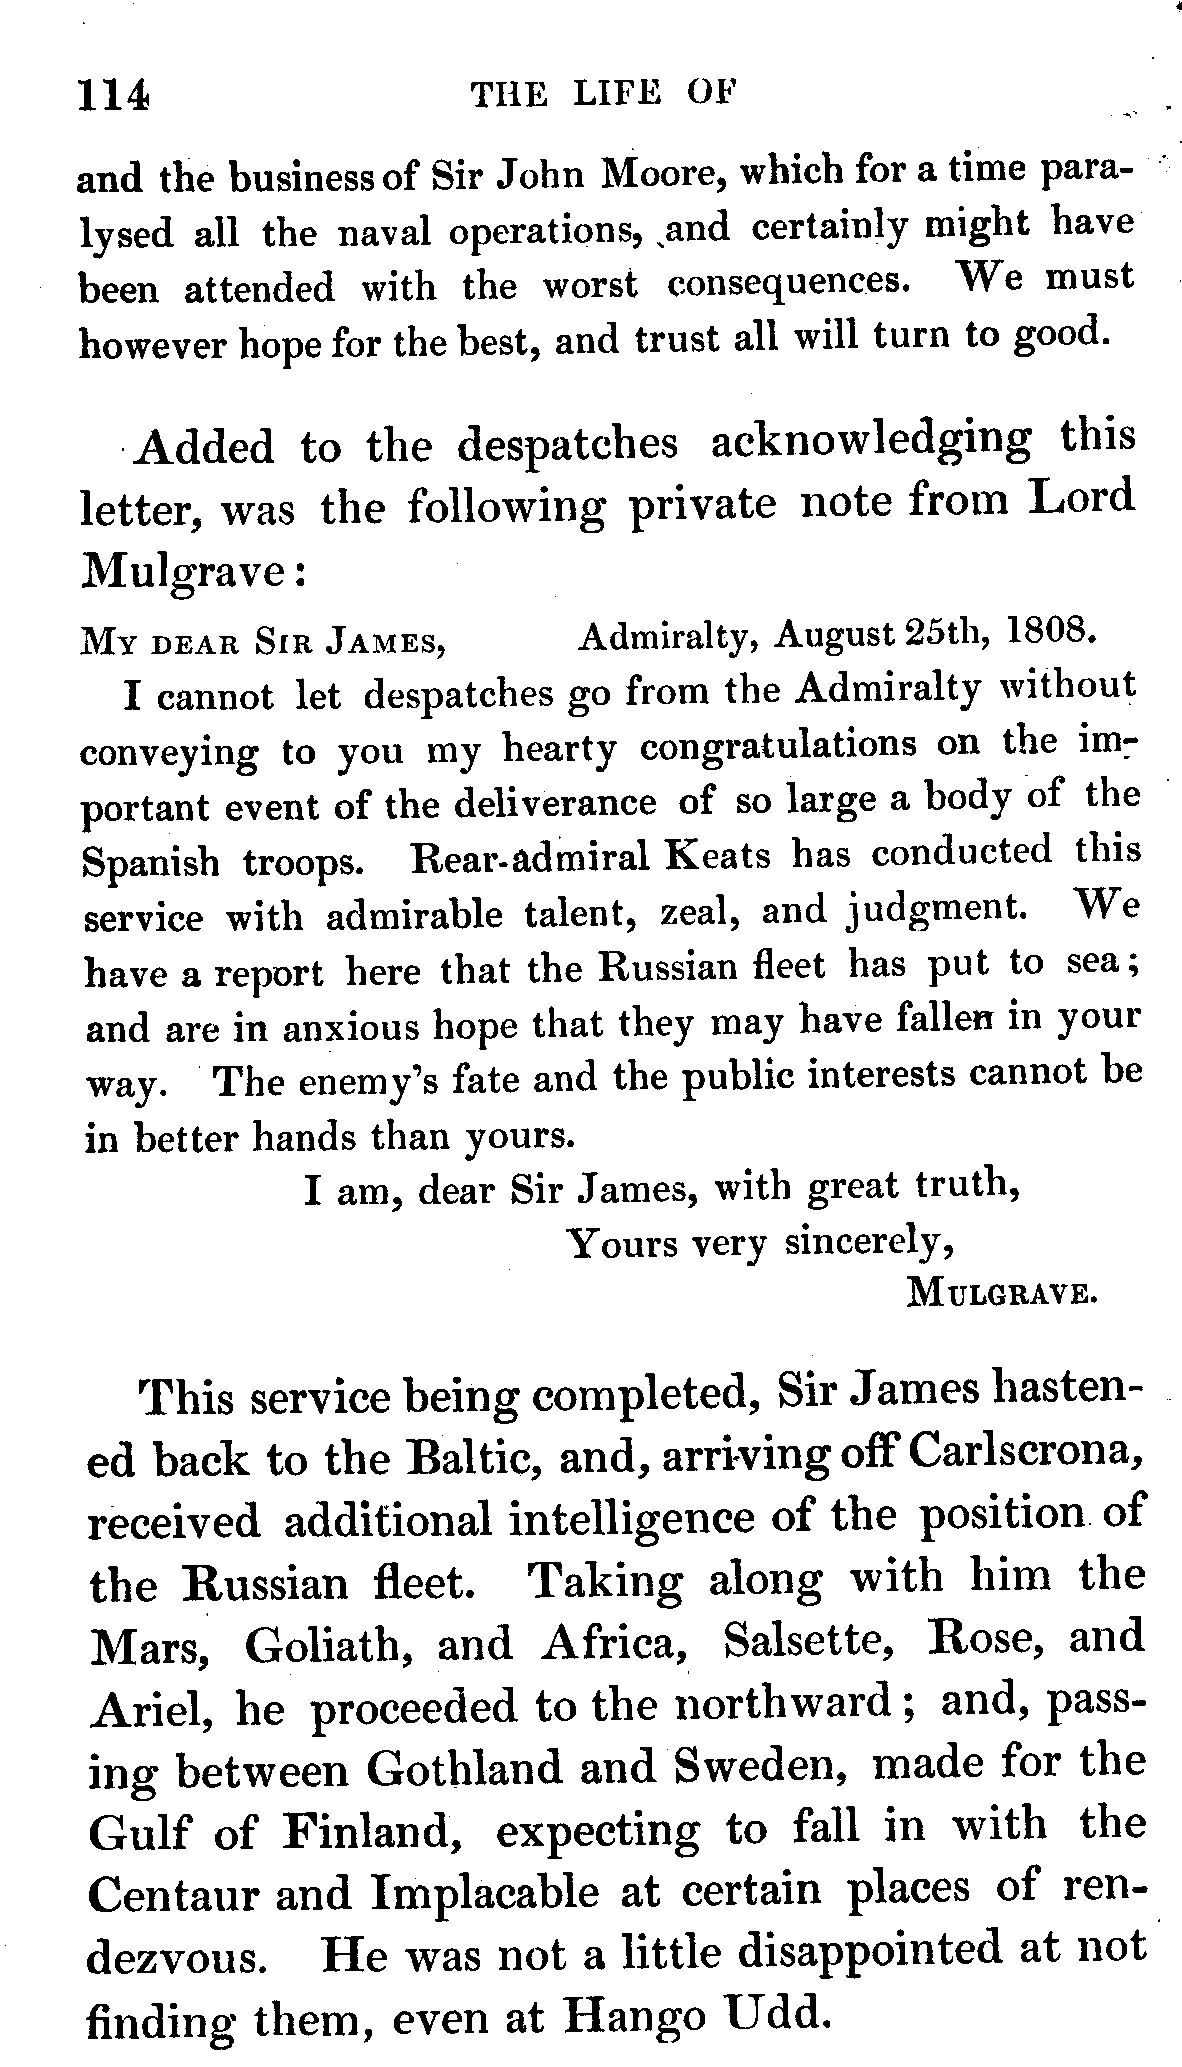 114 THE LIFE OF
and the business of Sir John Moore, which for a time para-
lysed all the naval operations, and certainly might have
been attended with the worst consequences. We must
however hope for the best, and trust all will turn to good.
Added to the despatches acknowledging this
letter, was the following private note from Lord
Mulgrave:
MY DEAR SIR JAMES, Admiralty, August 25th, 1808.
I cannot let despatches go from the Admiralty without
conveying to you my hearty congratulations on the im-
portant event of the deliverance of so large a body of the
Spanish troops. Rear-admiral Keats has conducted this
service with admirable talent, zeal, and judgment. We
have a report here that the Russian fleet has put to sea;
and are in anxious hope that they may have fallen in your
way. The enemy's fate and the public interests cannot be
in better hands than yours.
I am, dear Sir James, with great truth,
Yours very sincerely,
MULGRAVE.
This service being completed, Sir James hasten-
ed back to the Baltic, and, arriving off Carlscrona,
received additional intelligence of the position of
the Russian fleet. Taking along with him the
Mars, Goliath, and Africa, Salsette, Rose, and
Ariel, he proceeded to the northward; and, pass-
ing between Gothland and Sweden, made for the
Gulf of Finland, expecting to fall in with the
Centaur and Implacable at certain places of ren-
dezvous. He was not a little disappointed at not
finding them, even at Hango Udd.